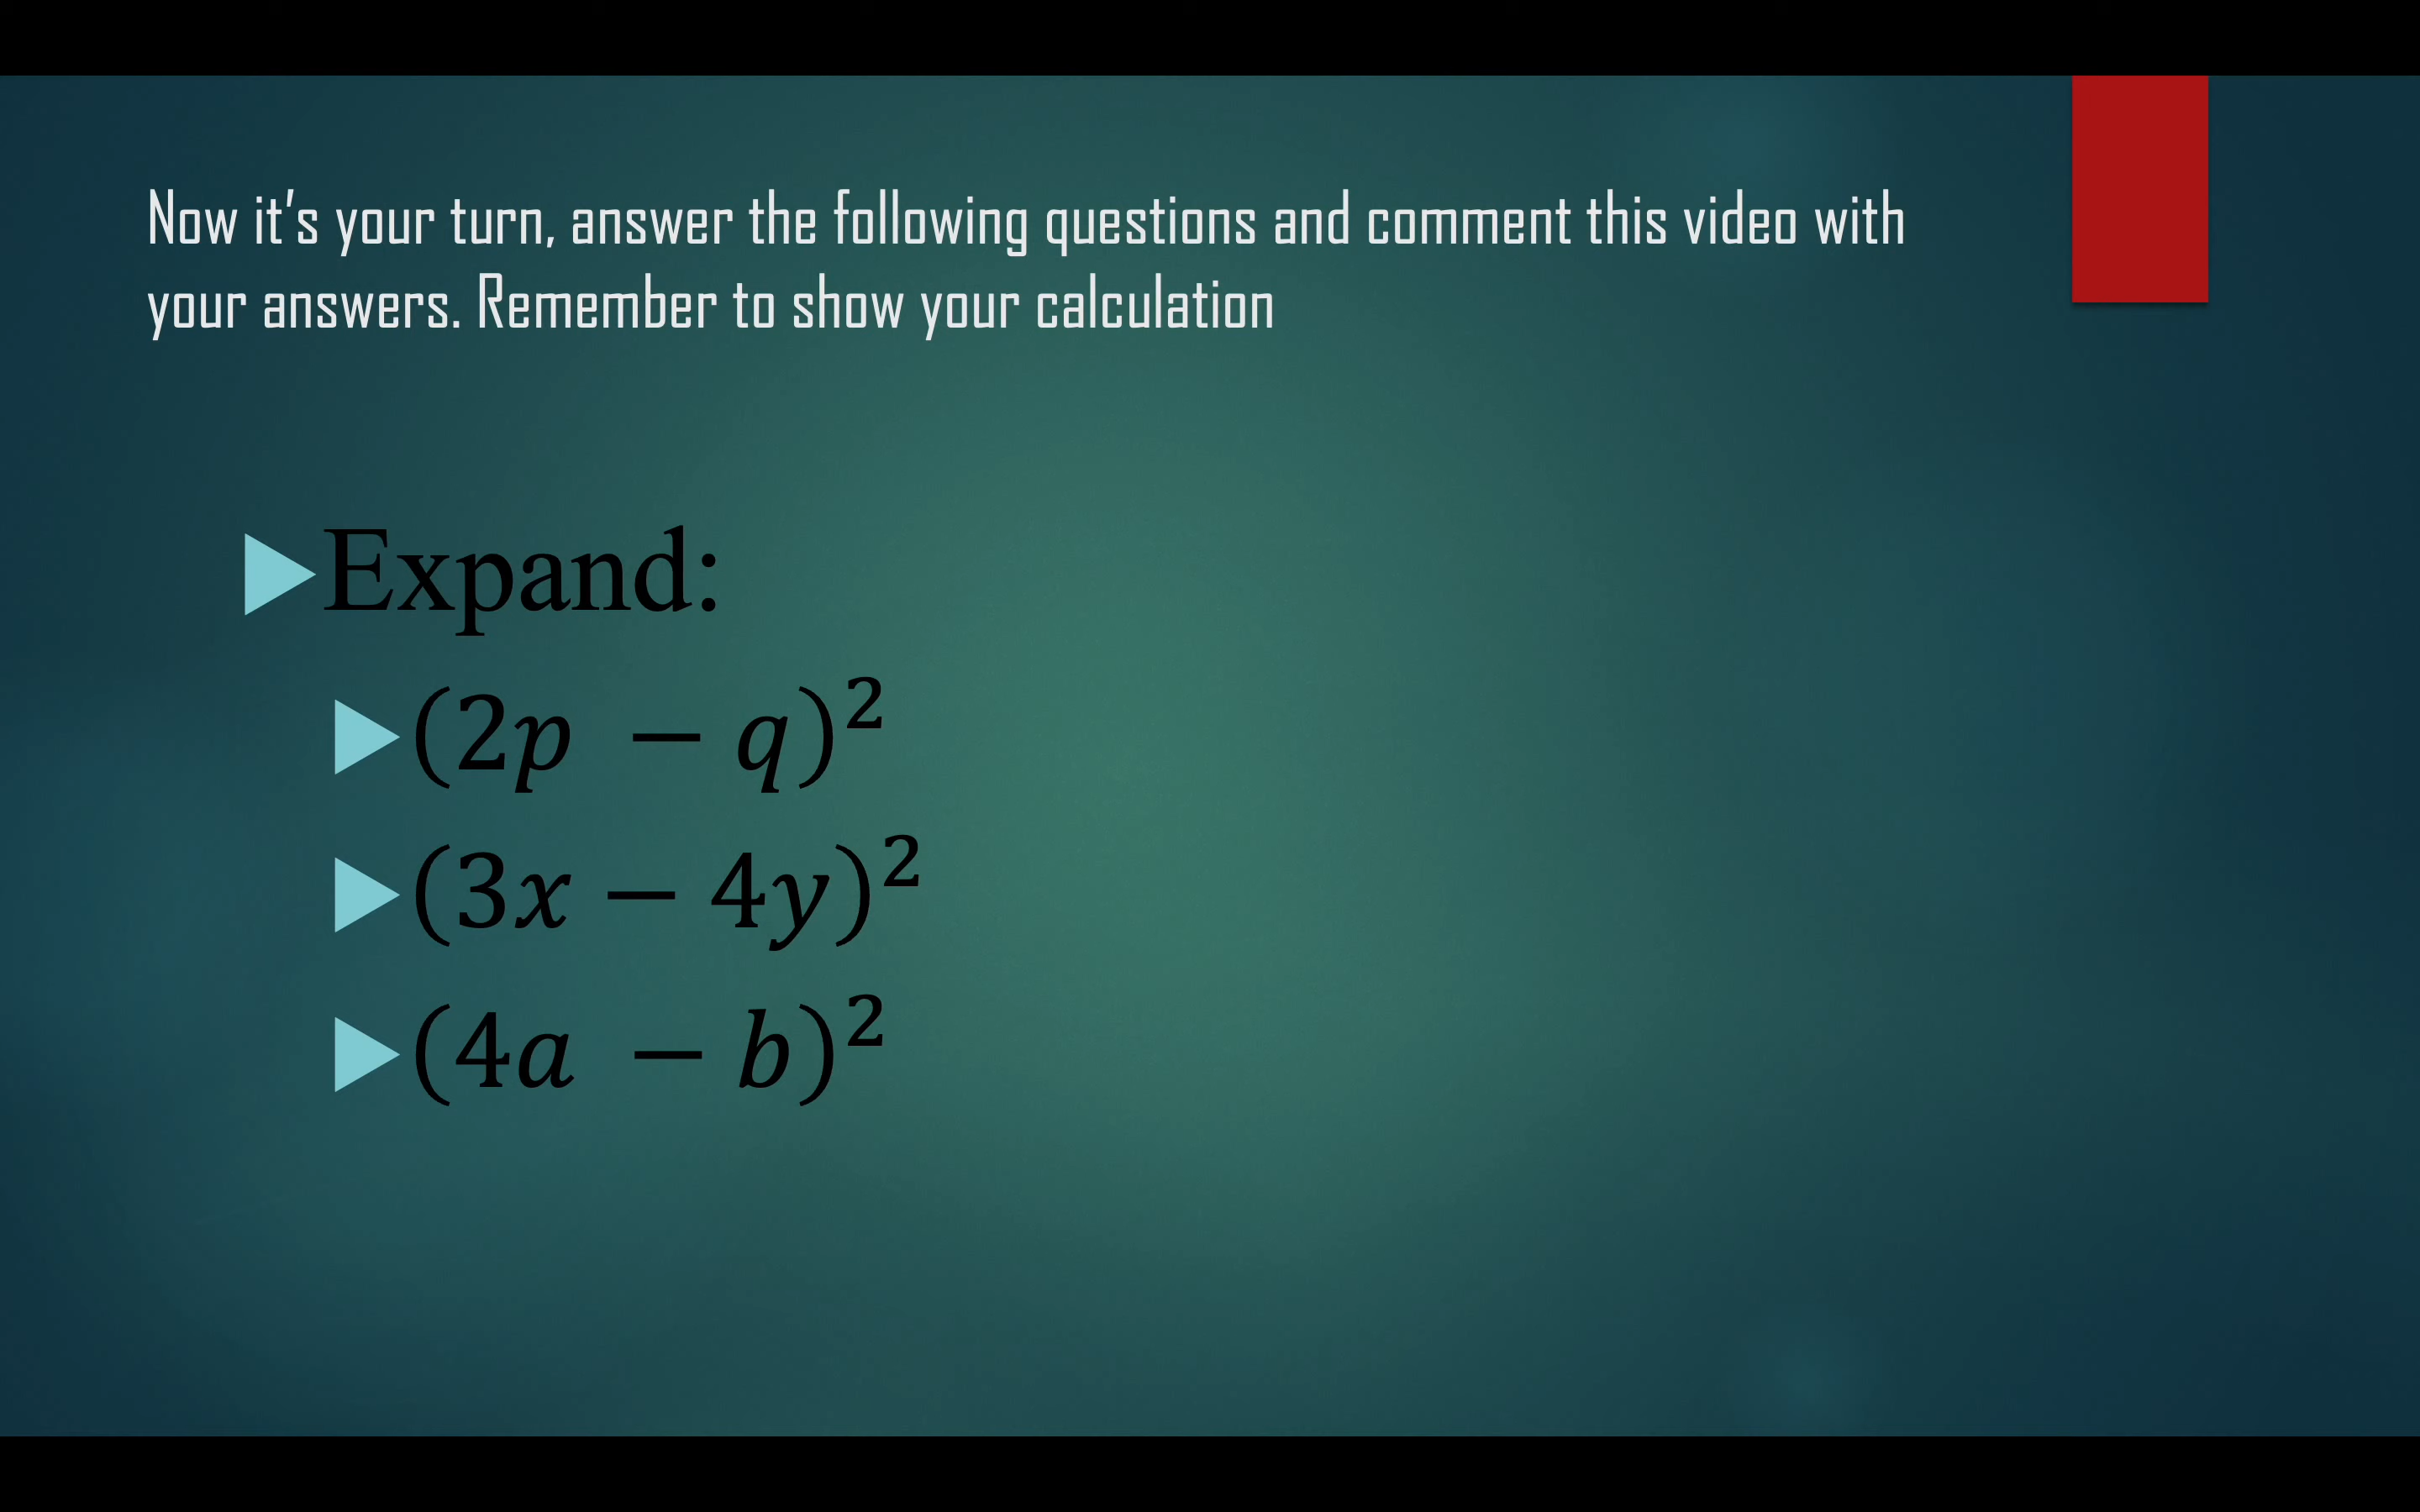 Now it's your turn, answer the following questions and comment this video with
your answers. Remember to show your calculation
Expand:
(2p − q)²
(3x − 4y)²
(4a − b)²